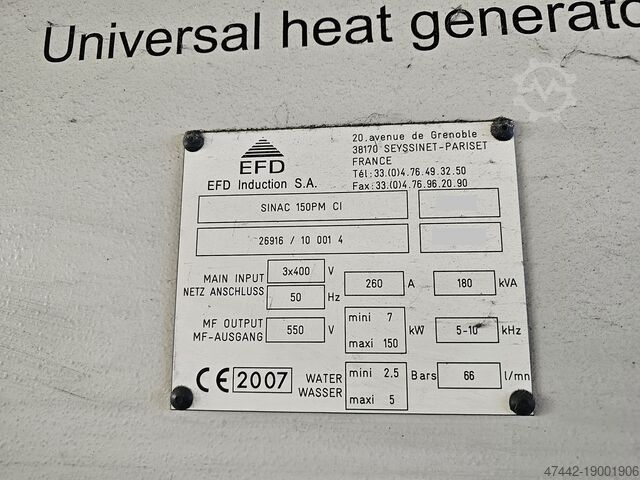 Universal heat generato
EFD
EFD Induction S.A.
20.avenue de Grenoble
38170 SEYSSINET-PARISET
FRANCE
Tél:33.(0)4.76.49.32.50
Fax:33.(0)4.76.96.20.90
SINAC 150PM CI
26916 / 10 001 4
MAIN INPUT
NETZ ANSCHLUSS
3x400 V
50 Hz
260 A
180 kVA
MF OUTPUT
MF-AUSGANG
550 V
mini 7
maxi 150
kW
5-10 kHz
CE 2007
WATER
WASSER
mini 2.5
maxi 5
Bars
66 l/mn
47442-19001906